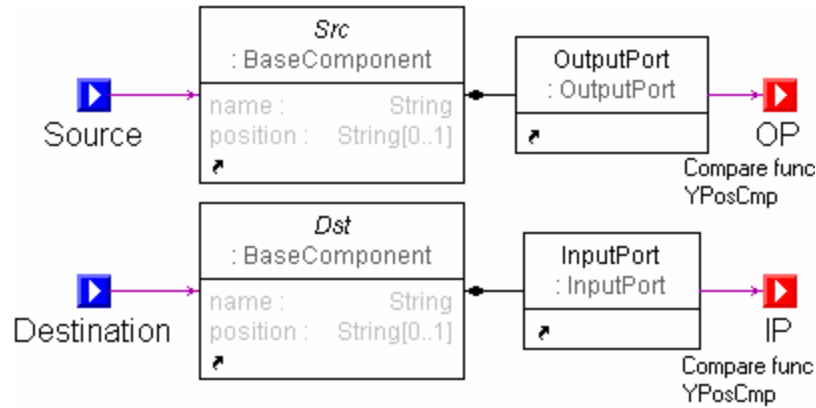 Src
: BaseComponent
name : String
position : String[0..1]
OutputPort
: OutputPort
Source
OP
Compare func
YPosCmp
Dst
: BaseComponent
name : String
position : String[0..1]
InputPort
: InputPort
Destination
IP
Compare func
YPosCmp